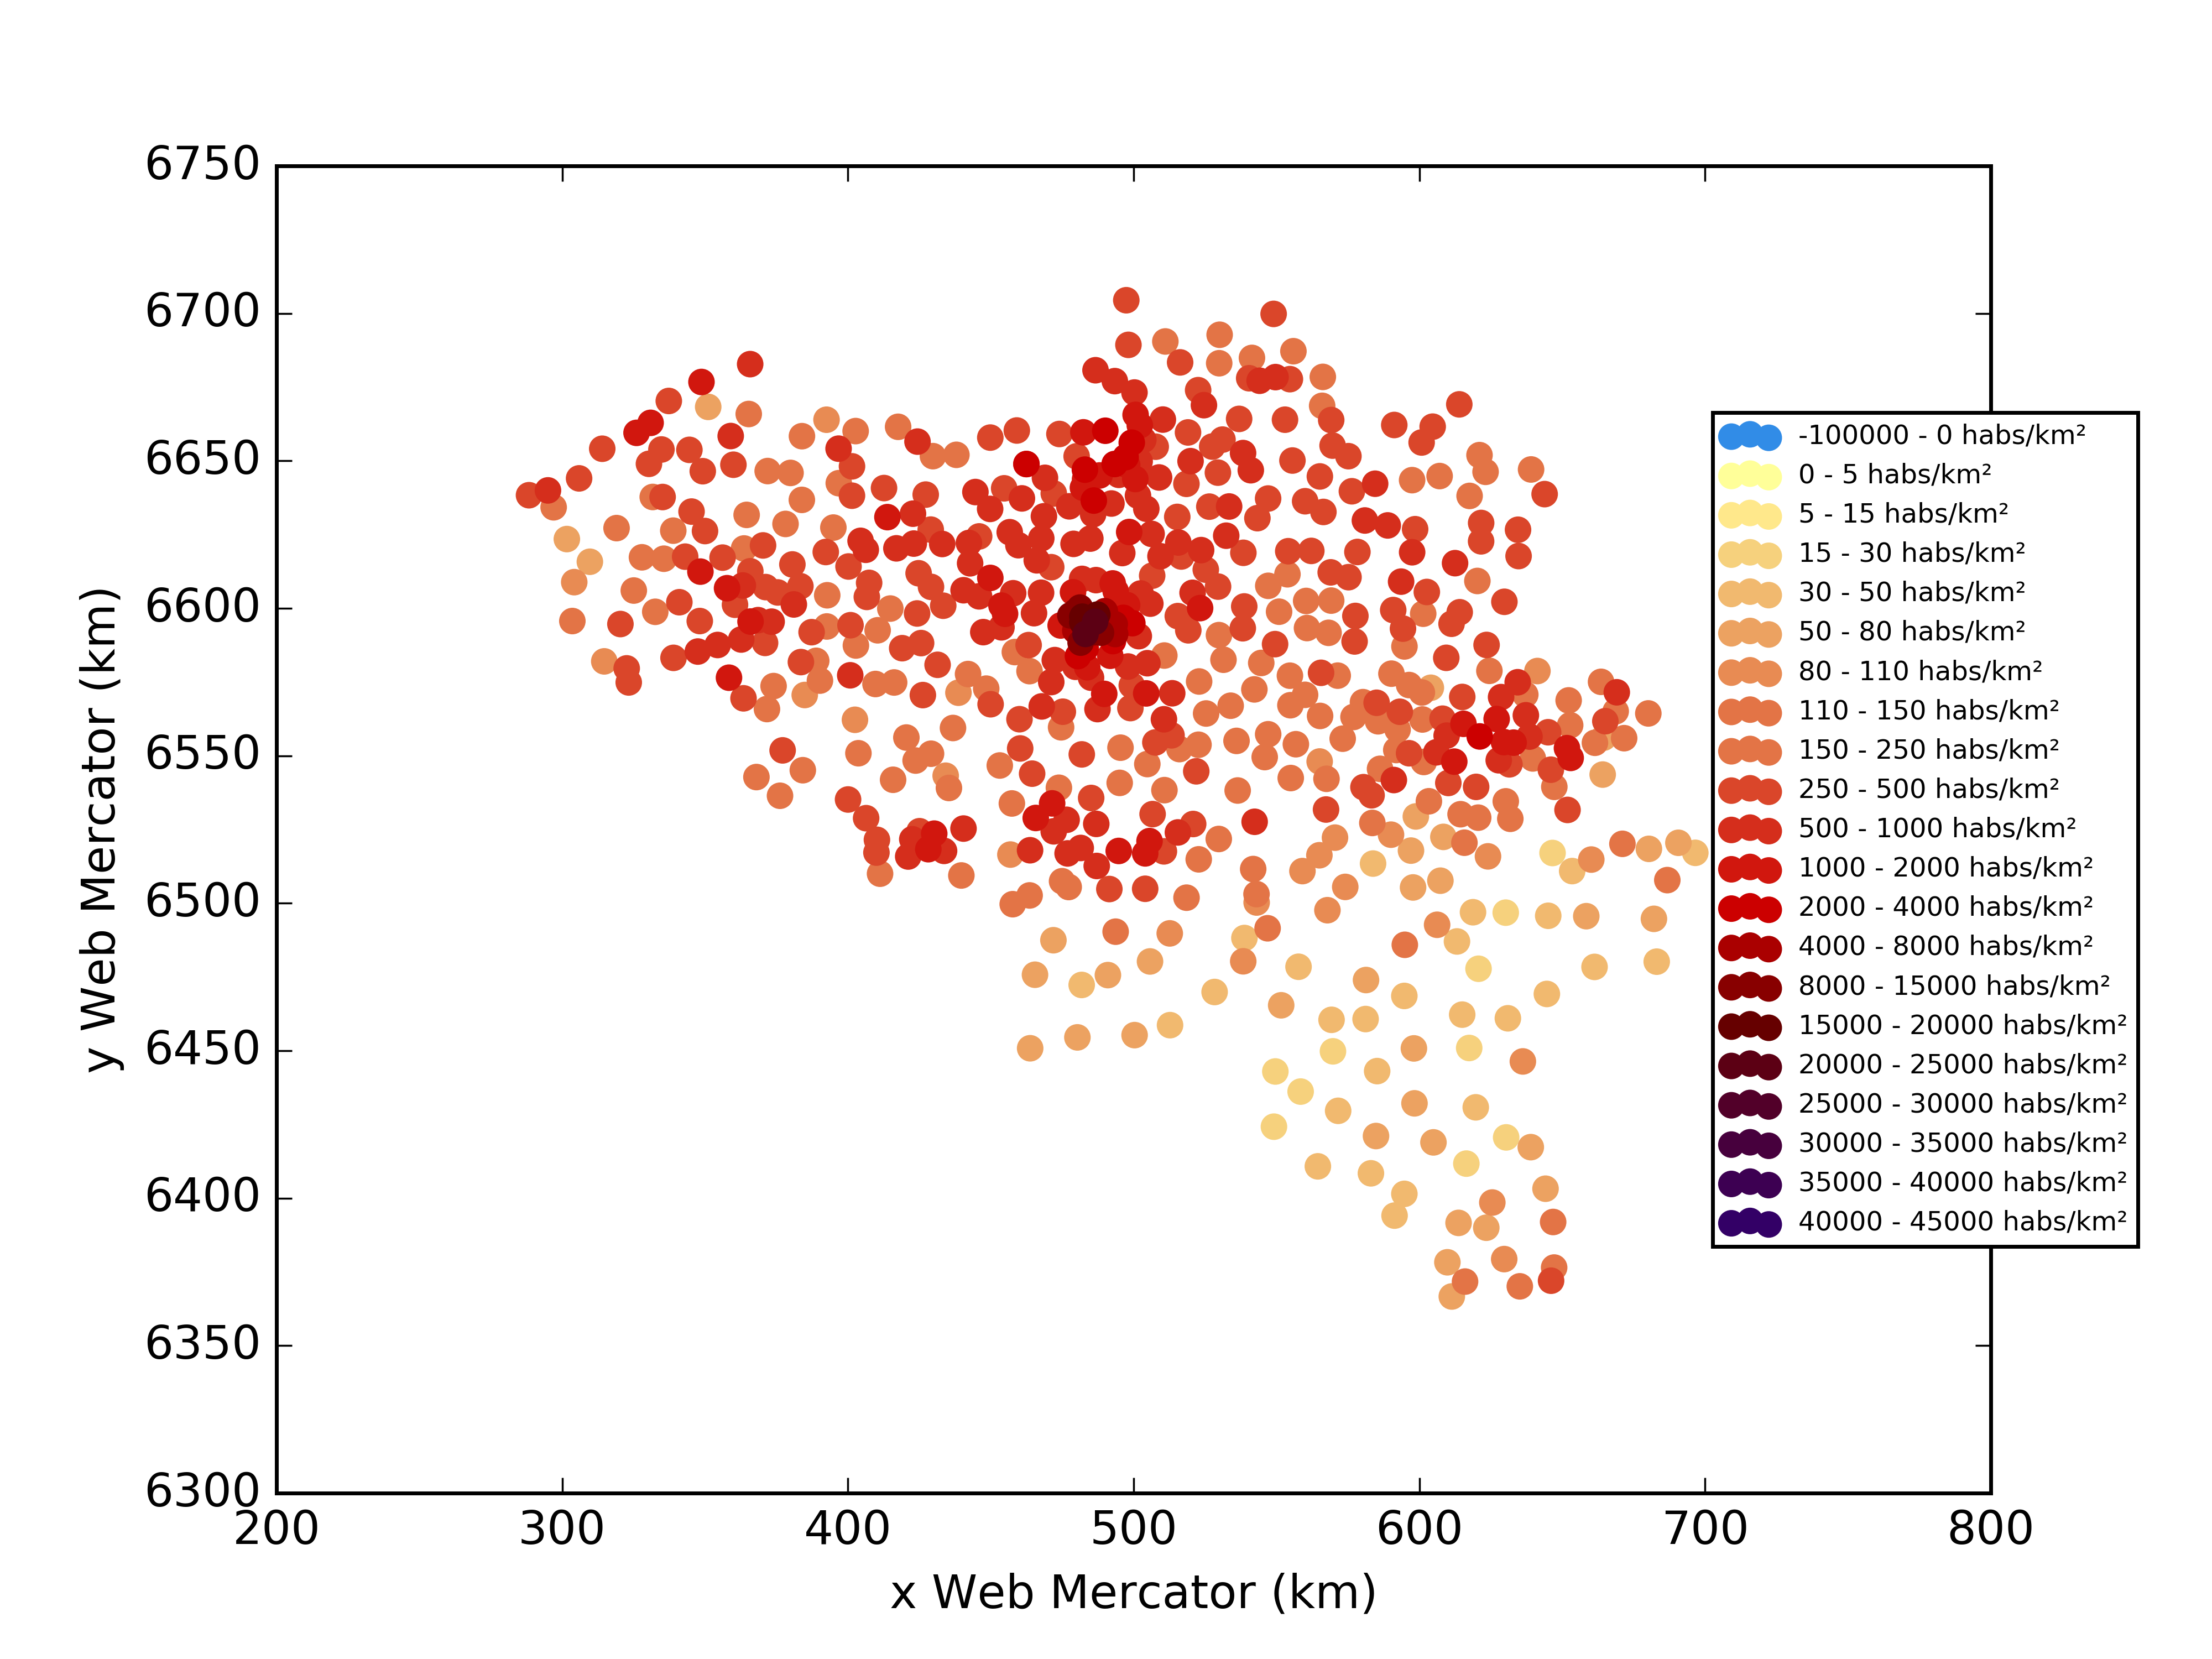 6750
6700
6650
6600
6550
6500
6450
6400
6350
6300
200 300 400 500 600 700 800
x Web Mercator (km)
y Web Mercator (km)
-100000 - 0 habs/km²
0 - 5 habs/km²
5 - 15 habs/km²
15 - 30 habs/km²
30 - 50 habs/km²
50 - 80 habs/km²
80 - 110 habs/km²
110 - 150 habs/km²
150 - 250 habs/km²
250 - 500 habs/km²
500 - 1000 habs/km²
1000 - 2000 habs/km²
2000 - 4000 habs/km²
4000 - 8000 habs/km²
8000 - 15000 habs/km²
15000 - 20000 habs/km²
20000 - 25000 habs/km²
25000 - 30000 habs/km²
30000 - 35000 habs/km²
35000 - 40000 habs/km²
40000 - 45000 habs/km²